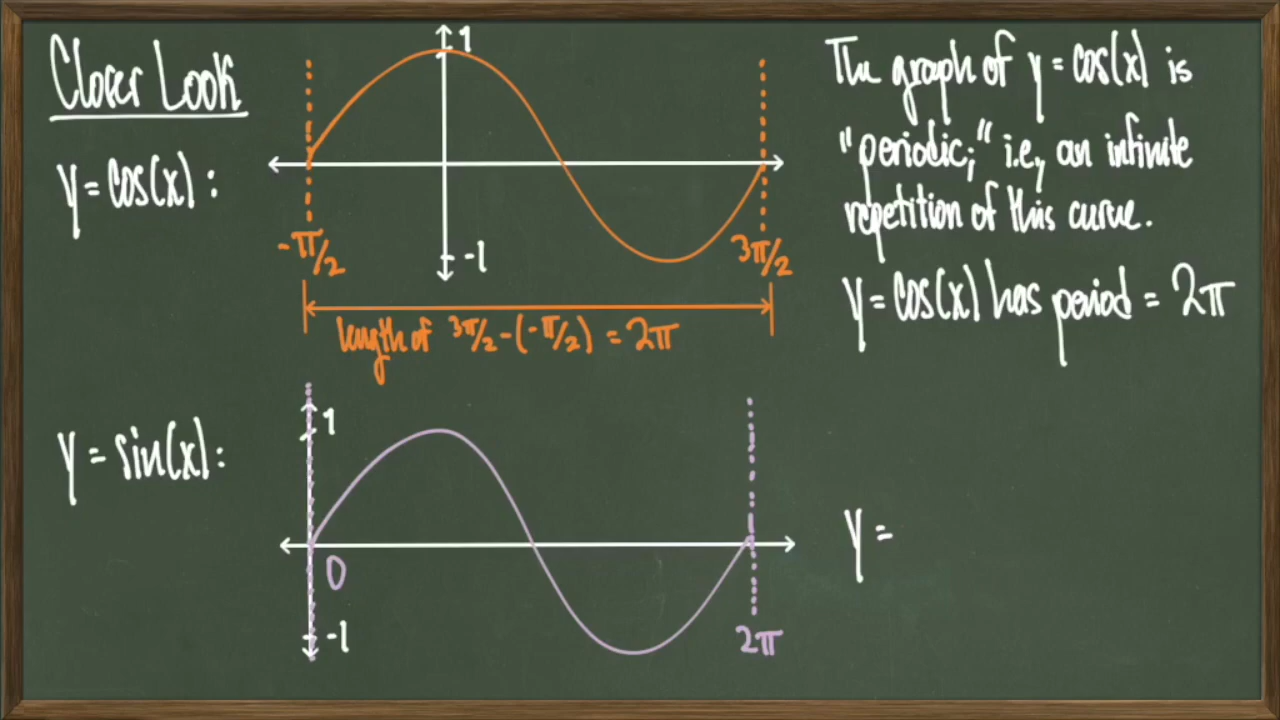 Closer Look
y = cos(x) :
1
-1
-π/2
3π/2
length of 3π/2 - (-π/2) = 2π
The graph of y = cos(x) is
"periodic;" i.e, an infinite
repetition of this curve.
y = cos(x) has period = 2π
y = sin(x) :
1
0
-1
2π
y =